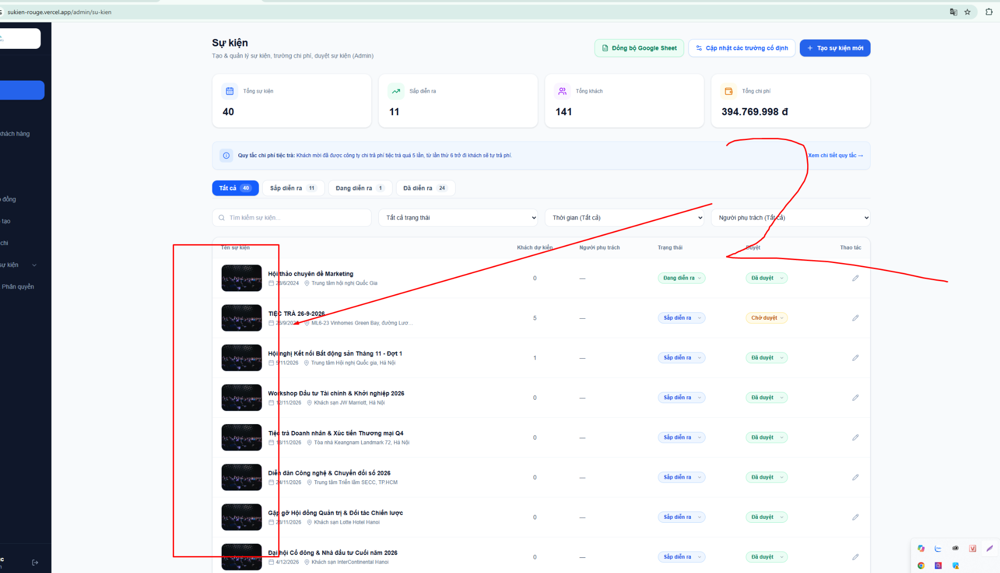 sukien-rouge.vercel.app/admin/su-kien
khách hàng
đồng
tạo
chi
sự kiện
Phân quyền
Sự kiện
Tạo & quản lý sự kiện, trường chi phí, duyệt sự kiện (Admin)
Đồng bộ Google Sheet
Cập nhật các trường cố định
Tạo sự kiện mới
Tổng sự kiện
40
Sắp diễn ra
11
Tổng khách
141
Tổng chi phí
394.769.998 đ
Quy tắc chi phí tiệc trà: Khách mời đã được công ty chi trả phí tiệc trà quá 5 lần, từ lần thứ 6 trở đi khách sẽ tự trả phí.
Xem chi tiết quy tắc →
Tất cả 40
Sắp diễn ra 11
Đang diễn ra 1
Đã diễn ra 24
Tìm kiếm sự kiện...
Tất cả trạng thái
Thời gian (Tất cả)
Người phụ trách (Tất cả)
Tên sự kiện Khách dự kiến Người phụ trách Trạng thái Duyệt Thao tác
Hội thảo chuyên đề Marketing
28/6/2024 Trung tâm hội nghị Quốc Gia
0 — Đang diễn ra Đã duyệt
TIỆC TRÀ 26-9-2026
26/9/2026 ML6-23 Vinhomes Green Bay, đường Lươ...
5 — Sắp diễn ra Chờ duyệt
Hội nghị Kết nối Bất động sản Tháng 11 - Đợt 1
5/11/2026 Trung tâm Hội nghị Quốc gia, Hà Nội
1 — Sắp diễn ra Đã duyệt
Workshop Đầu tư Tài chính & Khởi nghiệp 2026
12/11/2026 Khách sạn JW Marriott, Hà Nội
0 — Sắp diễn ra Đã duyệt
Tiệc trà Doanh nhân & Xúc tiến Thương mại Q4
18/11/2026 Tòa nhà Keangnam Landmark 72, Hà Nội
0 — Sắp diễn ra Đã duyệt
Diễn đàn Công nghệ & Chuyển đổi số 2026
24/11/2026 Trung tâm Triển lãm SECC, TP.HCM
0 — Sắp diễn ra Đã duyệt
Gặp gỡ Hội đồng Quản trị & Đối tác Chiến lược
28/11/2026 Khách sạn Lotte Hotel Hanoi
0 — Sắp diễn ra Đã duyệt
Đại hội Cổ đông & Nhà đầu tư Cuối năm 2026
4/12/2026 Khách sạn InterContinental Hanoi
0 — Sắp diễn ra Đã duyệt